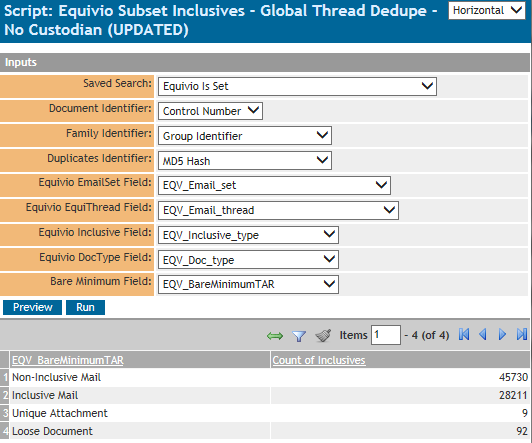 Script: Equivio Subset Inclusives - Global Thread Dedupe - Horizontal
No Custodian (UPDATED)
Inputs
Saved Search: Equivio Is Set
Document Identifier: Control Number
Family Identifier: Group Identifier
Duplicates Identifier: MD5 Hash
Equivio EmailSet Field: EQV_Email_set
Equivio EquiThread Field: EQV_Email_thread
Equivio Inclusive Field: EQV_Inclusive_type
Equivio DocType Field: EQV_Doc_type
Bare Minimum Field: EQV_BareMinimumTAR
Preview Run
Items 1 - 4 (of 4)
EQV_BareMinimumTAR Count of Inclusives
1 Non-Inclusive Mail 45730
2 Inclusive Mail 28211
3 Unique Attachment 9
4 Loose Document 92